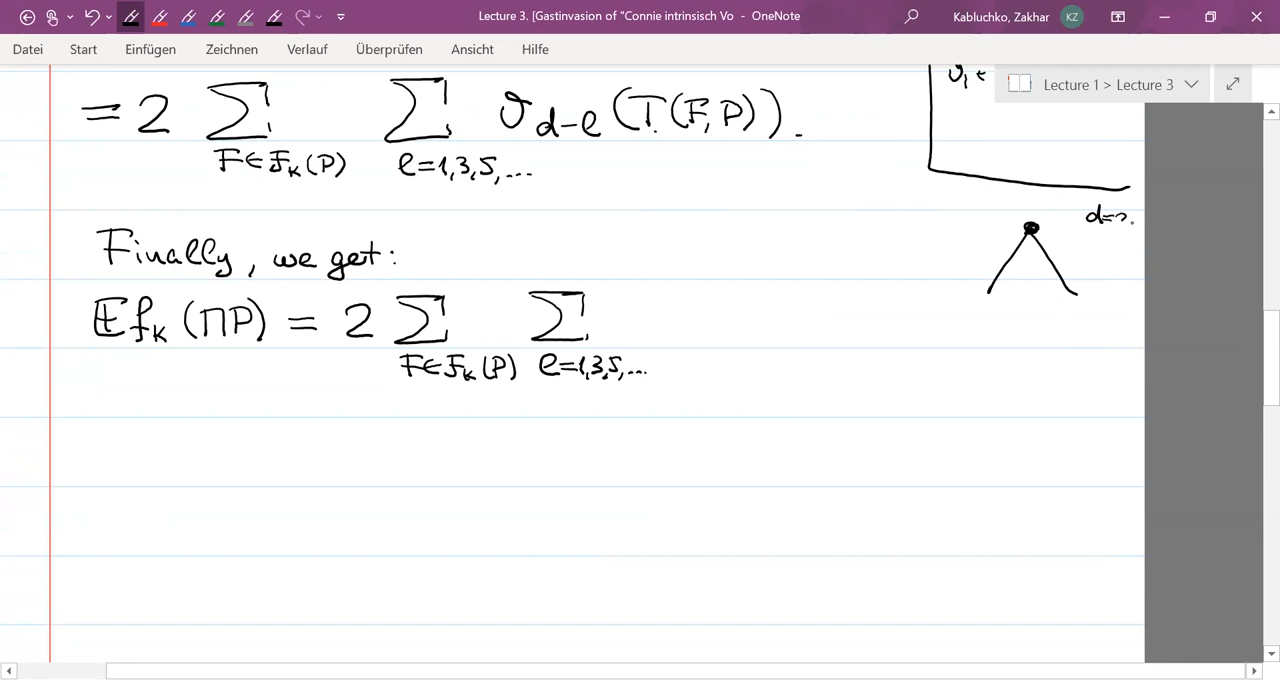 Lecture 3. [Gastinvasion of "Connie intrinsisch Vo - OneNote
Kabluchko, Zakhar KZ
Datei Start Einfügen Zeichnen Verlauf Überprüfen Ansicht Hilfe
Lecture 1 > Lecture 3
= 2 ∑ ∑ υ_{d-ℓ} (T(F,P)).
F∈F_k(P) ℓ=1,3,5,...
d=2.
Finally, we get:
𝔼f_k (ΠP) = 2 ∑ ∑
F∈F_k(P) ℓ=1,3,5,...